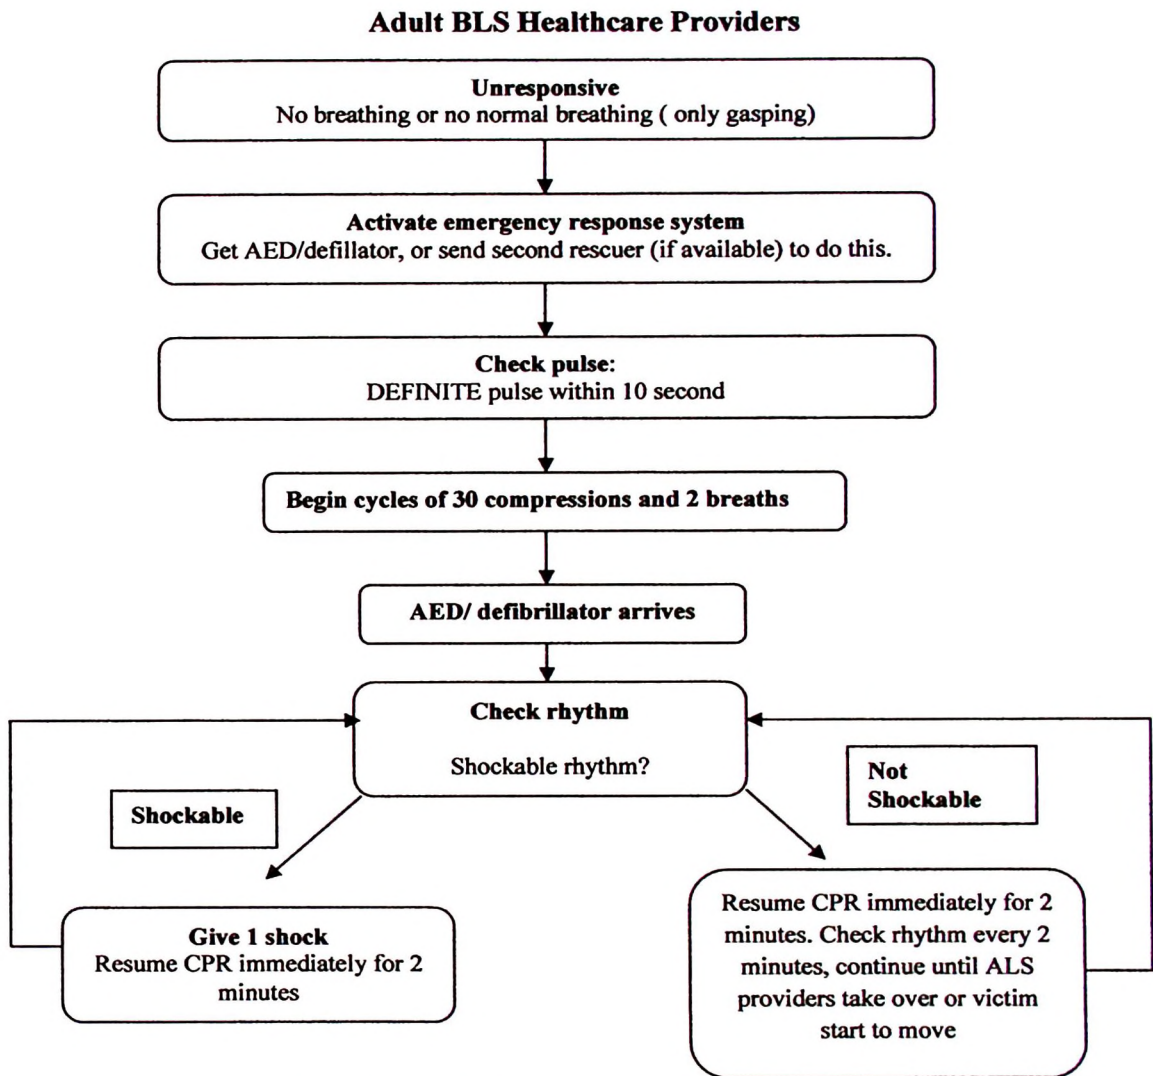 Adult BLS Healthcare Providers
Unresponsive
No breathing or no normal breathing ( only gasping)
Activate emergency response system
Get AED/defillator, or send second rescuer (if available) to do this.
Check pulse:
DEFINITE pulse within 10 second
Begin cycles of 30 compressions and 2 breaths
AED/ defibrillator arrives
Check rhythm
Shockable rhythm?
Shockable
Not
Shockable
Give 1 shock
Resume CPR immediately for 2
minutes
Resume CPR immediately for 2
minutes. Check rhythm every 2
minutes, continue until ALS
providers take over or victim
start to move